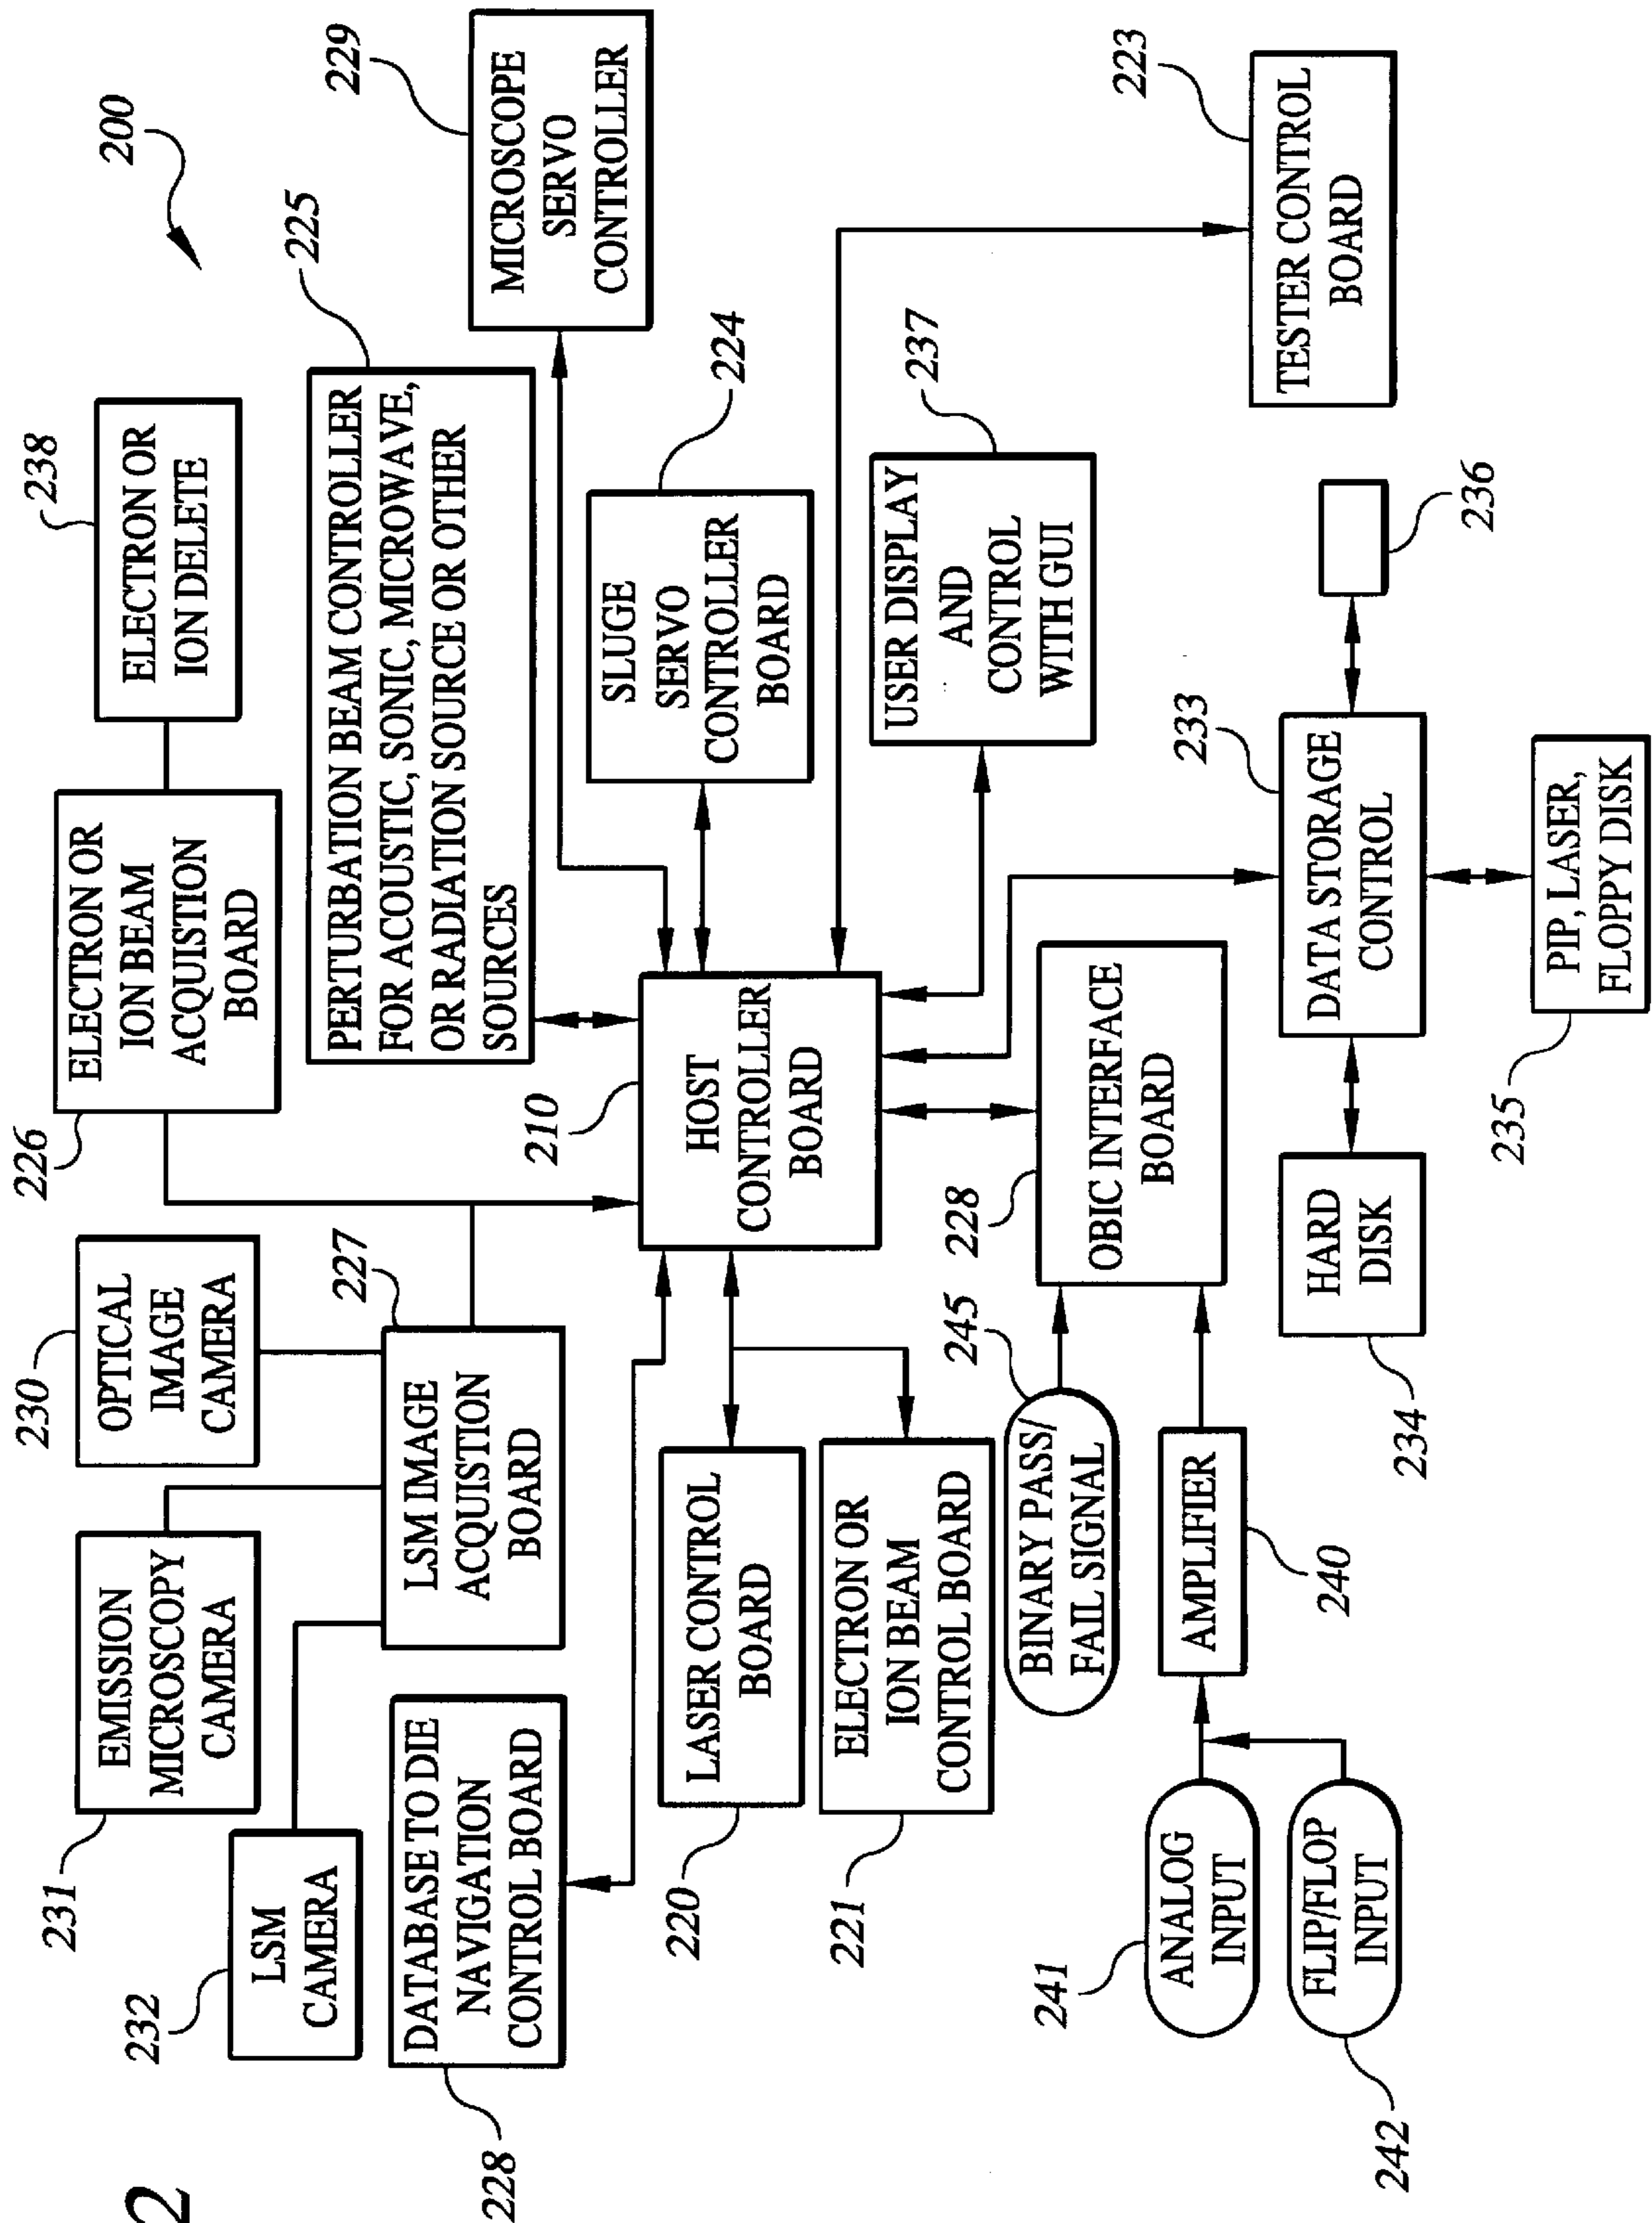 2
200
238
ELECTRON OR
ION DELETE
226
ELECTRON OR
ION BEAM
ACQUISTION
BOARD
225
PERTURBATION BEAM CONTROLLER
FOR ACOUSTIC, SONIC, MICROWAVE,
OR RADIATION SOURCE OR OTHER
SOURCES
229
MICROSCOPE
SERVO
CONTROLLER
230
OPTICAL
IMAGE
CAMERA
231
EMISSION
MICROSCOPY
CAMERA
232
LSM
CAMERA
227
LSM IMAGE
ACQUISTION
BOARD
224
SLUGE
SERVO
CONTROLLER
BOARD
228
DATABASE TO DIE
NAVIGATION
CONTROL BOARD
210
HOST
CONTROLLER
BOARD
220
LASER CONTROL
BOARD
237
USER DISPLAY
AND
CONTROL
WITH GUI
221
ELECTRON OR
ION BEAM
CONTROL BOARD
245
BINARY PASS/
FAIL SIGNAL
228
OBIC INTERFACE
BOARD
223
TESTER CONTROL
BOARD
241
ANALOG
INPUT
AMPLIFIER
240
242
FLIP/FLOP
INPUT
234
HARD
DISK
233
DATA STORAGE
CONTROL
236
235
PIP, LASER,
FLOPPY DISK